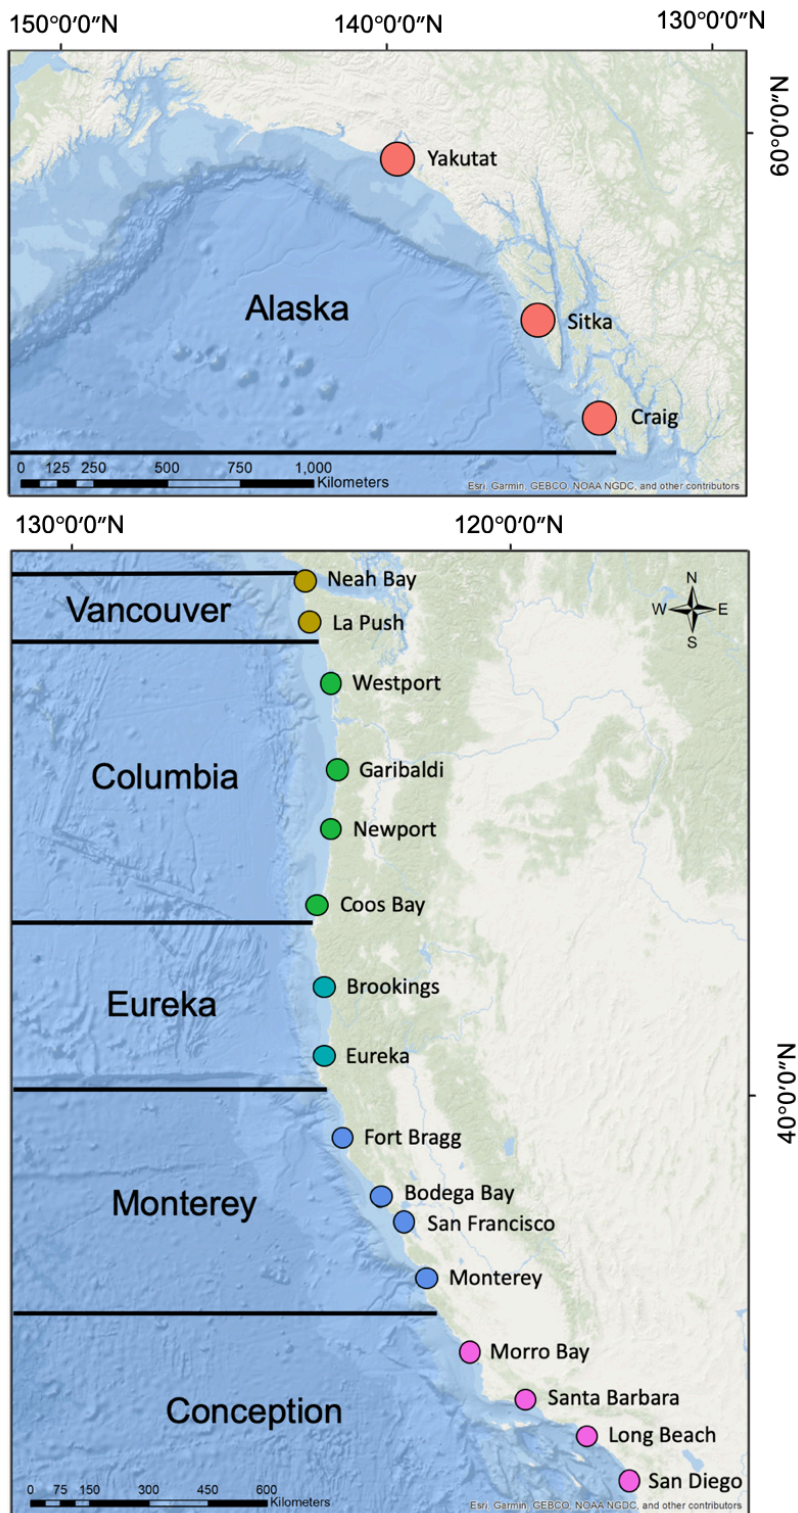 150°0'0"N 140°0'0"N 130°0'0"N
60°0'0"N
Yakutat
Alaska
Sitka
Craig
0 125 250 500 750 1,000
Kilometers
Esri, Garmin, GEBCO, NOAA NGDC, and other contributors
130°0'0"N 120°0'0"N
Neah Bay
N
W E
S
Vancouver
La Push
Westport
Columbia
Garibaldi
Newport
Coos Bay
Brookings
Eureka
Eureka
40°0'0"N
Fort Bragg
Monterey
Bodega Bay
San Francisco
Monterey
Morro Bay
Santa Barbara
Conception
Long Beach
San Diego
0 75 150 300 450 600
Kilometers
Esri, Garmin, GEBCO, NOAA NGDC, and other contributors